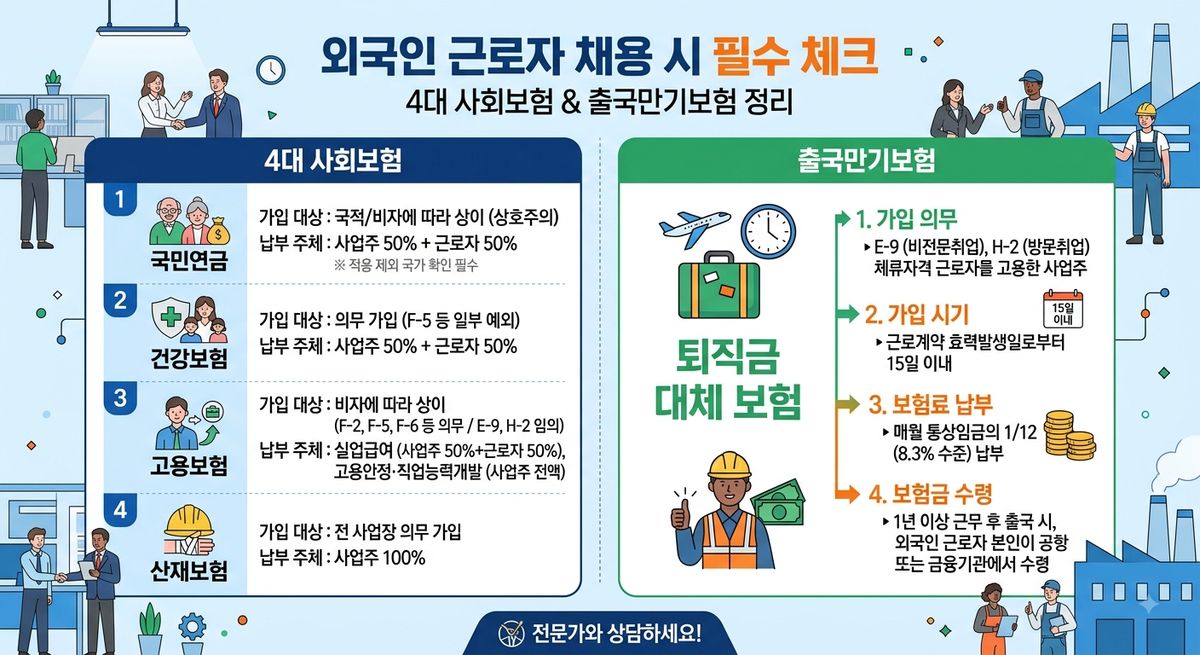 외국인 근로자 채용 시 필수 체크
4대 사회보험 & 출국만기보험 정리
4대 사회보험
1
국민연금
가입 대상 : 국적/비자에 따라 상이 (상호주의)
납부 주체 : 사업주 50% + 근로자 50%
※ 적용 제외 국가 확인 필수
2
건강보험
가입 대상 : 의무 가입 (F-5 등 일부 예외)
납부 주체 : 사업주 50% + 근로자 50%
3
고용보험
가입 대상 : 비자에 따라 상이
(F-2, F-5, F-6 등 의무 / E-9, H-2 임의)
납부 주체 : 실업급여 (사업주 50%+근로자 50%),
고용안정·직업능력개발 (사업주 전액)
4
산재보험
가입 대상 : 전 사업장 의무 가입
납부 주체 : 사업주 100%
출국만기보험
퇴직금
대체 보험
1. 가입 의무
▸ E-9 (비전문취업), H-2 (방문취업)
체류자격 근로자를 고용한 사업주
2. 가입 시기
15일
이내
▸ 근로계약 효력발생일로부터
15일 이내
3. 보험료 납부
▸ 매월 통상임금의 1/12
(8.3% 수준) 납부
4. 보험금 수령
▸ 1년 이상 근무 후 출국 시,
외국인 근로자 본인이 공항
또는 금융기관에서 수령
전문가와 상담하세요!